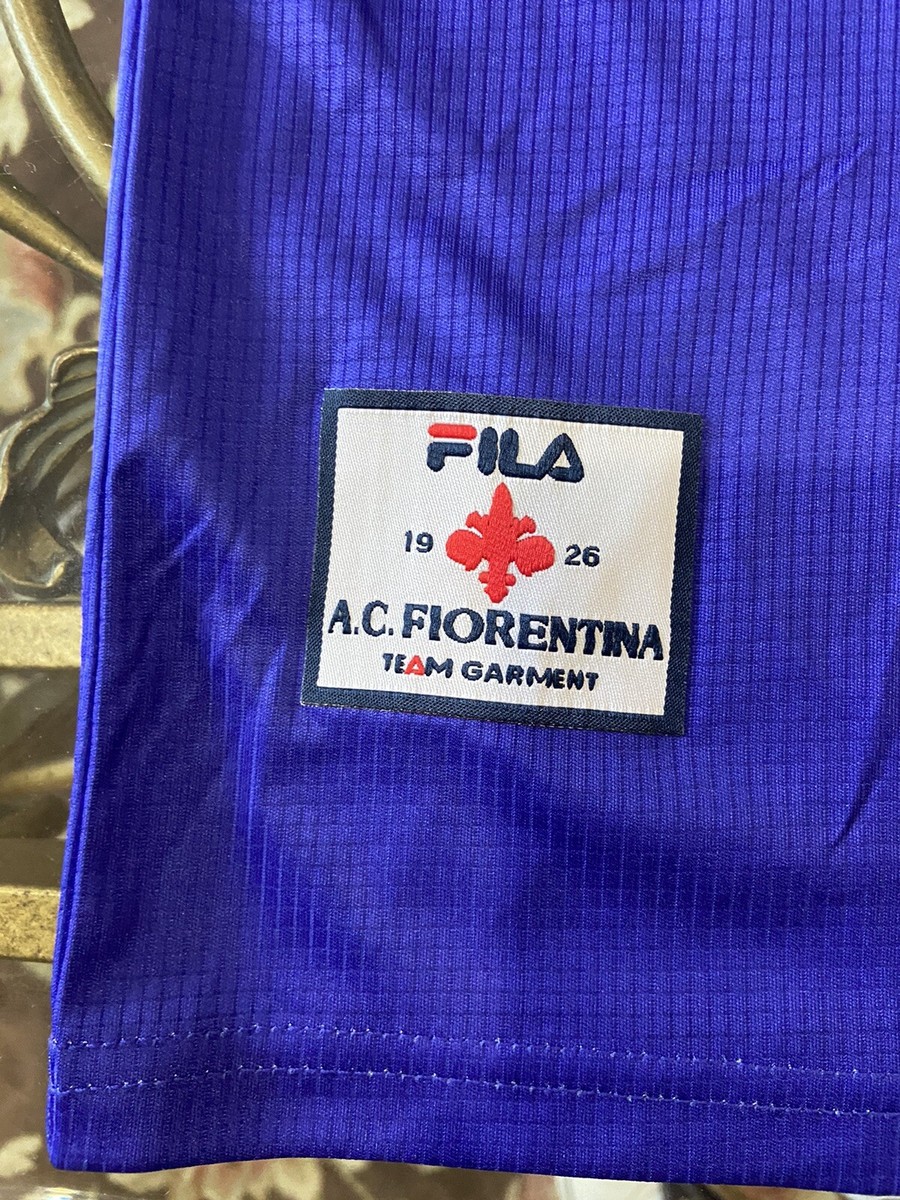 FILA
19 26
A.C. FIORENTINA
TEAM GARMENT